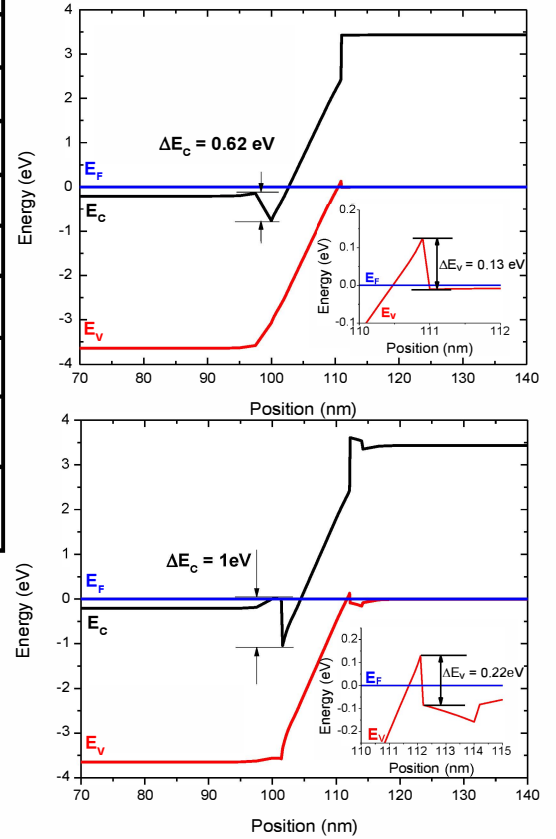 4
3
2
1
0
-1
-2
-3
-4
Energy (eV)
ΔE_C = 0.62 eV
E_F
E_C
E_V
0.2
0.1
0.0
-0.1
Energy (eV)
E_F
E_V
ΔE_V = 0.13 eV
110 111 112
Position (nm)
70 80 90 100 110 120 130 140
Position (nm)
4
3
2
1
0
-1
-2
-3
-4
Energy (eV)
ΔE_C = 1eV
E_F
E_C
E_V
0.2
0.1
0.0
-0.1
-0.2
Energy (eV)
E_F
E_V
ΔE_V = 0.22eV
110 111 112 113 114 115
Position (nm)
70 80 90 100 110 120 130 140
Position (nm)